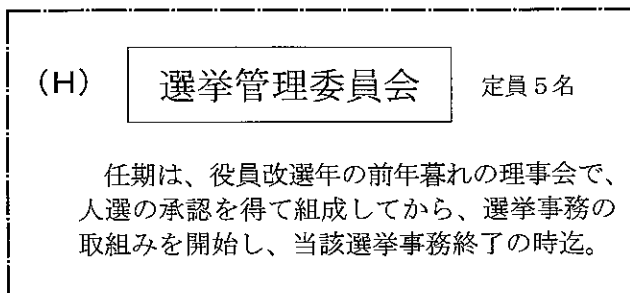 (H) 選挙管理委員会 定員5名
任期は、役員改選年の前年暮れの理事会で、
人選の承認を得て組成してから、選挙事務の
取組みを開始し、当該選挙事務終了の時迄。